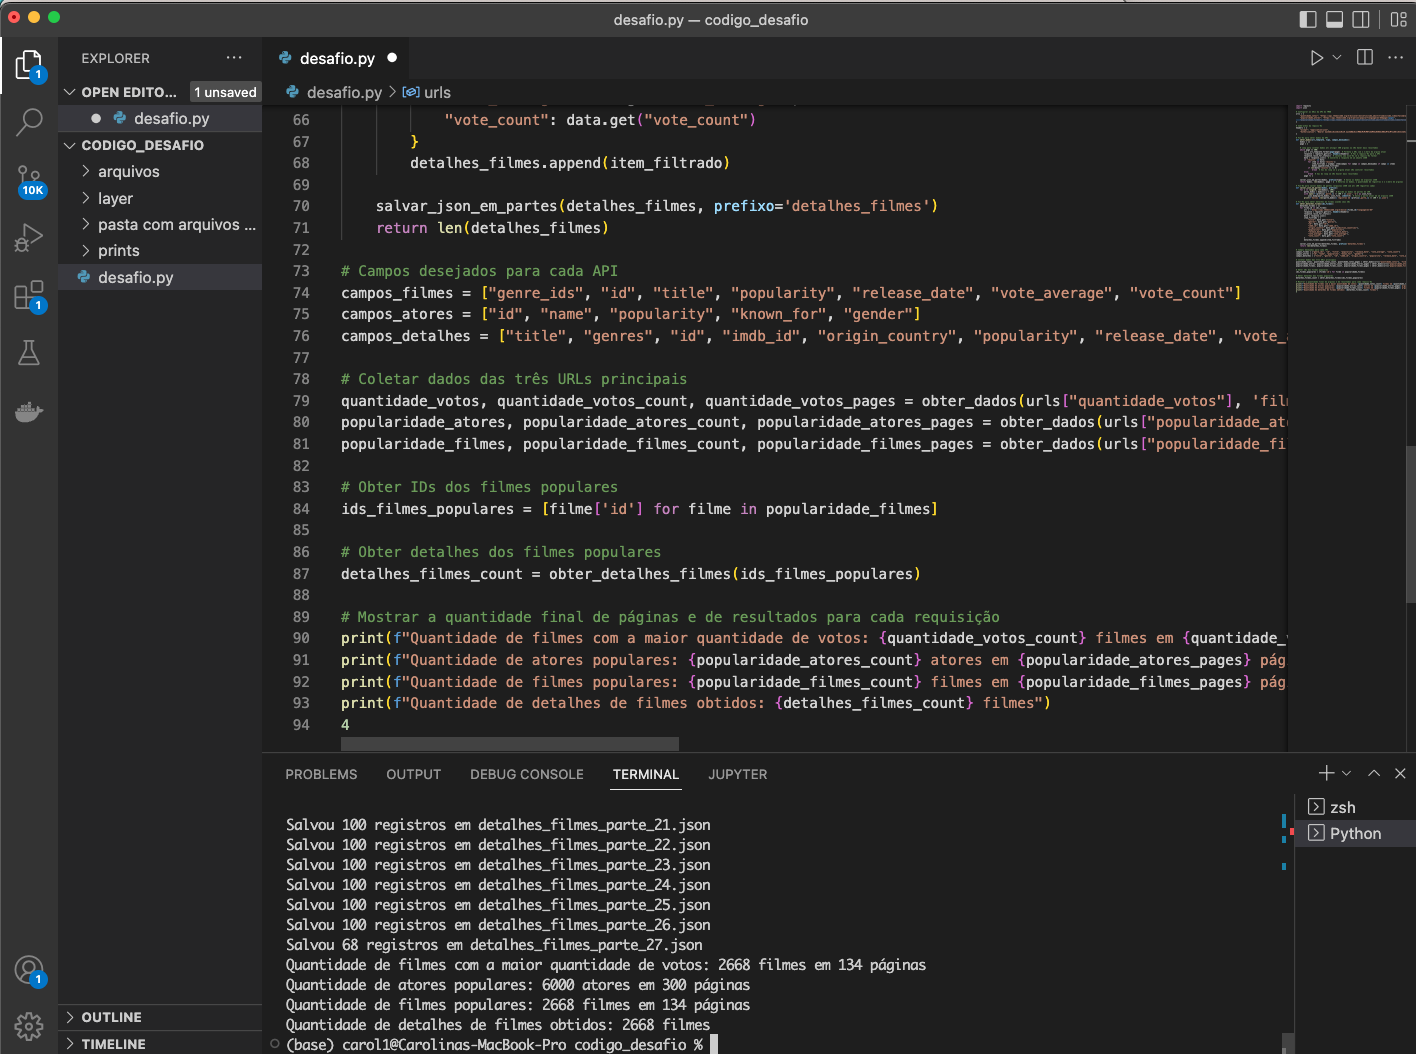 desafio.py — codigo_desafio
EXPLORER
OPEN EDITO... 1 unsaved
desafio.py
CODIGO_DESAFIO
arquivos
layer
pasta com arquivos ...
prints
desafio.py
OUTLINE
TIMELINE
1
10K
1
1
desafio.py
desafio.py > urls
66 "vote_count": data.get("vote_count")
67 }
68 detalhes_filmes.append(item_filtrado)
69
70 salvar_json_em_partes(detalhes_filmes, prefixo='detalhes_filmes')
71 return len(detalhes_filmes)
72
73 # Campos desejados para cada API
74 campos_filmes = ["genre_ids", "id", "title", "popularity", "release_date", "vote_average", "vote_count"]
75 campos_atores = ["id", "name", "popularity", "known_for", "gender"]
76 campos_detalhes = ["title", "genres", "id", "imdb_id", "origin_country", "popularity", "release_date", "vote_
77
78 # Coletar dados das três URLs principais
79 quantidade_votos, quantidade_votos_count, quantidade_votos_pages = obter_dados(urls["quantidade_votos"], 'fil
80 popularidade_atores, popularidade_atores_count, popularidade_atores_pages = obter_dados(urls["popularidade_at
81 popularidade_filmes, popularidade_filmes_count, popularidade_filmes_pages = obter_dados(urls["popularidade_fi
82
83 # Obter IDs dos filmes populares
84 ids_filmes_populares = [filme['id'] for filme in popularidade_filmes]
85
86 # Obter detalhes dos filmes populares
87 detalhes_filmes_count = obter_detalhes_filmes(ids_filmes_populares)
88
89 # Mostrar a quantidade final de páginas e de resultados para cada requisição
90 print(f"Quantidade de filmes com a maior quantidade de votos: {quantidade_votos_count} filmes em {quantidade_
91 print(f"Quantidade de atores populares: {popularidade_atores_count} atores em {popularidade_atores_pages} pág
92 print(f"Quantidade de filmes populares: {popularidade_filmes_count} filmes em {popularidade_filmes_pages} pág
93 print(f"Quantidade de detalhes de filmes obtidos: {detalhes_filmes_count} filmes")
94 4
PROBLEMS OUTPUT DEBUG CONSOLE TERMINAL JUPYTER
Salvou 100 registros em detalhes_filmes_parte_21.json
Salvou 100 registros em detalhes_filmes_parte_22.json
Salvou 100 registros em detalhes_filmes_parte_23.json
Salvou 100 registros em detalhes_filmes_parte_24.json
Salvou 100 registros em detalhes_filmes_parte_25.json
Salvou 100 registros em detalhes_filmes_parte_26.json
Salvou 68 registros em detalhes_filmes_parte_27.json
Quantidade de filmes com a maior quantidade de votos: 2668 filmes em 134 páginas
Quantidade de atores populares: 6000 atores em 300 páginas
Quantidade de filmes populares: 2668 filmes em 134 páginas
Quantidade de detalhes de filmes obtidos: 2668 filmes
(base) carol1@Carolinas-MacBook-Pro codigo_desafio %
zsh
Python